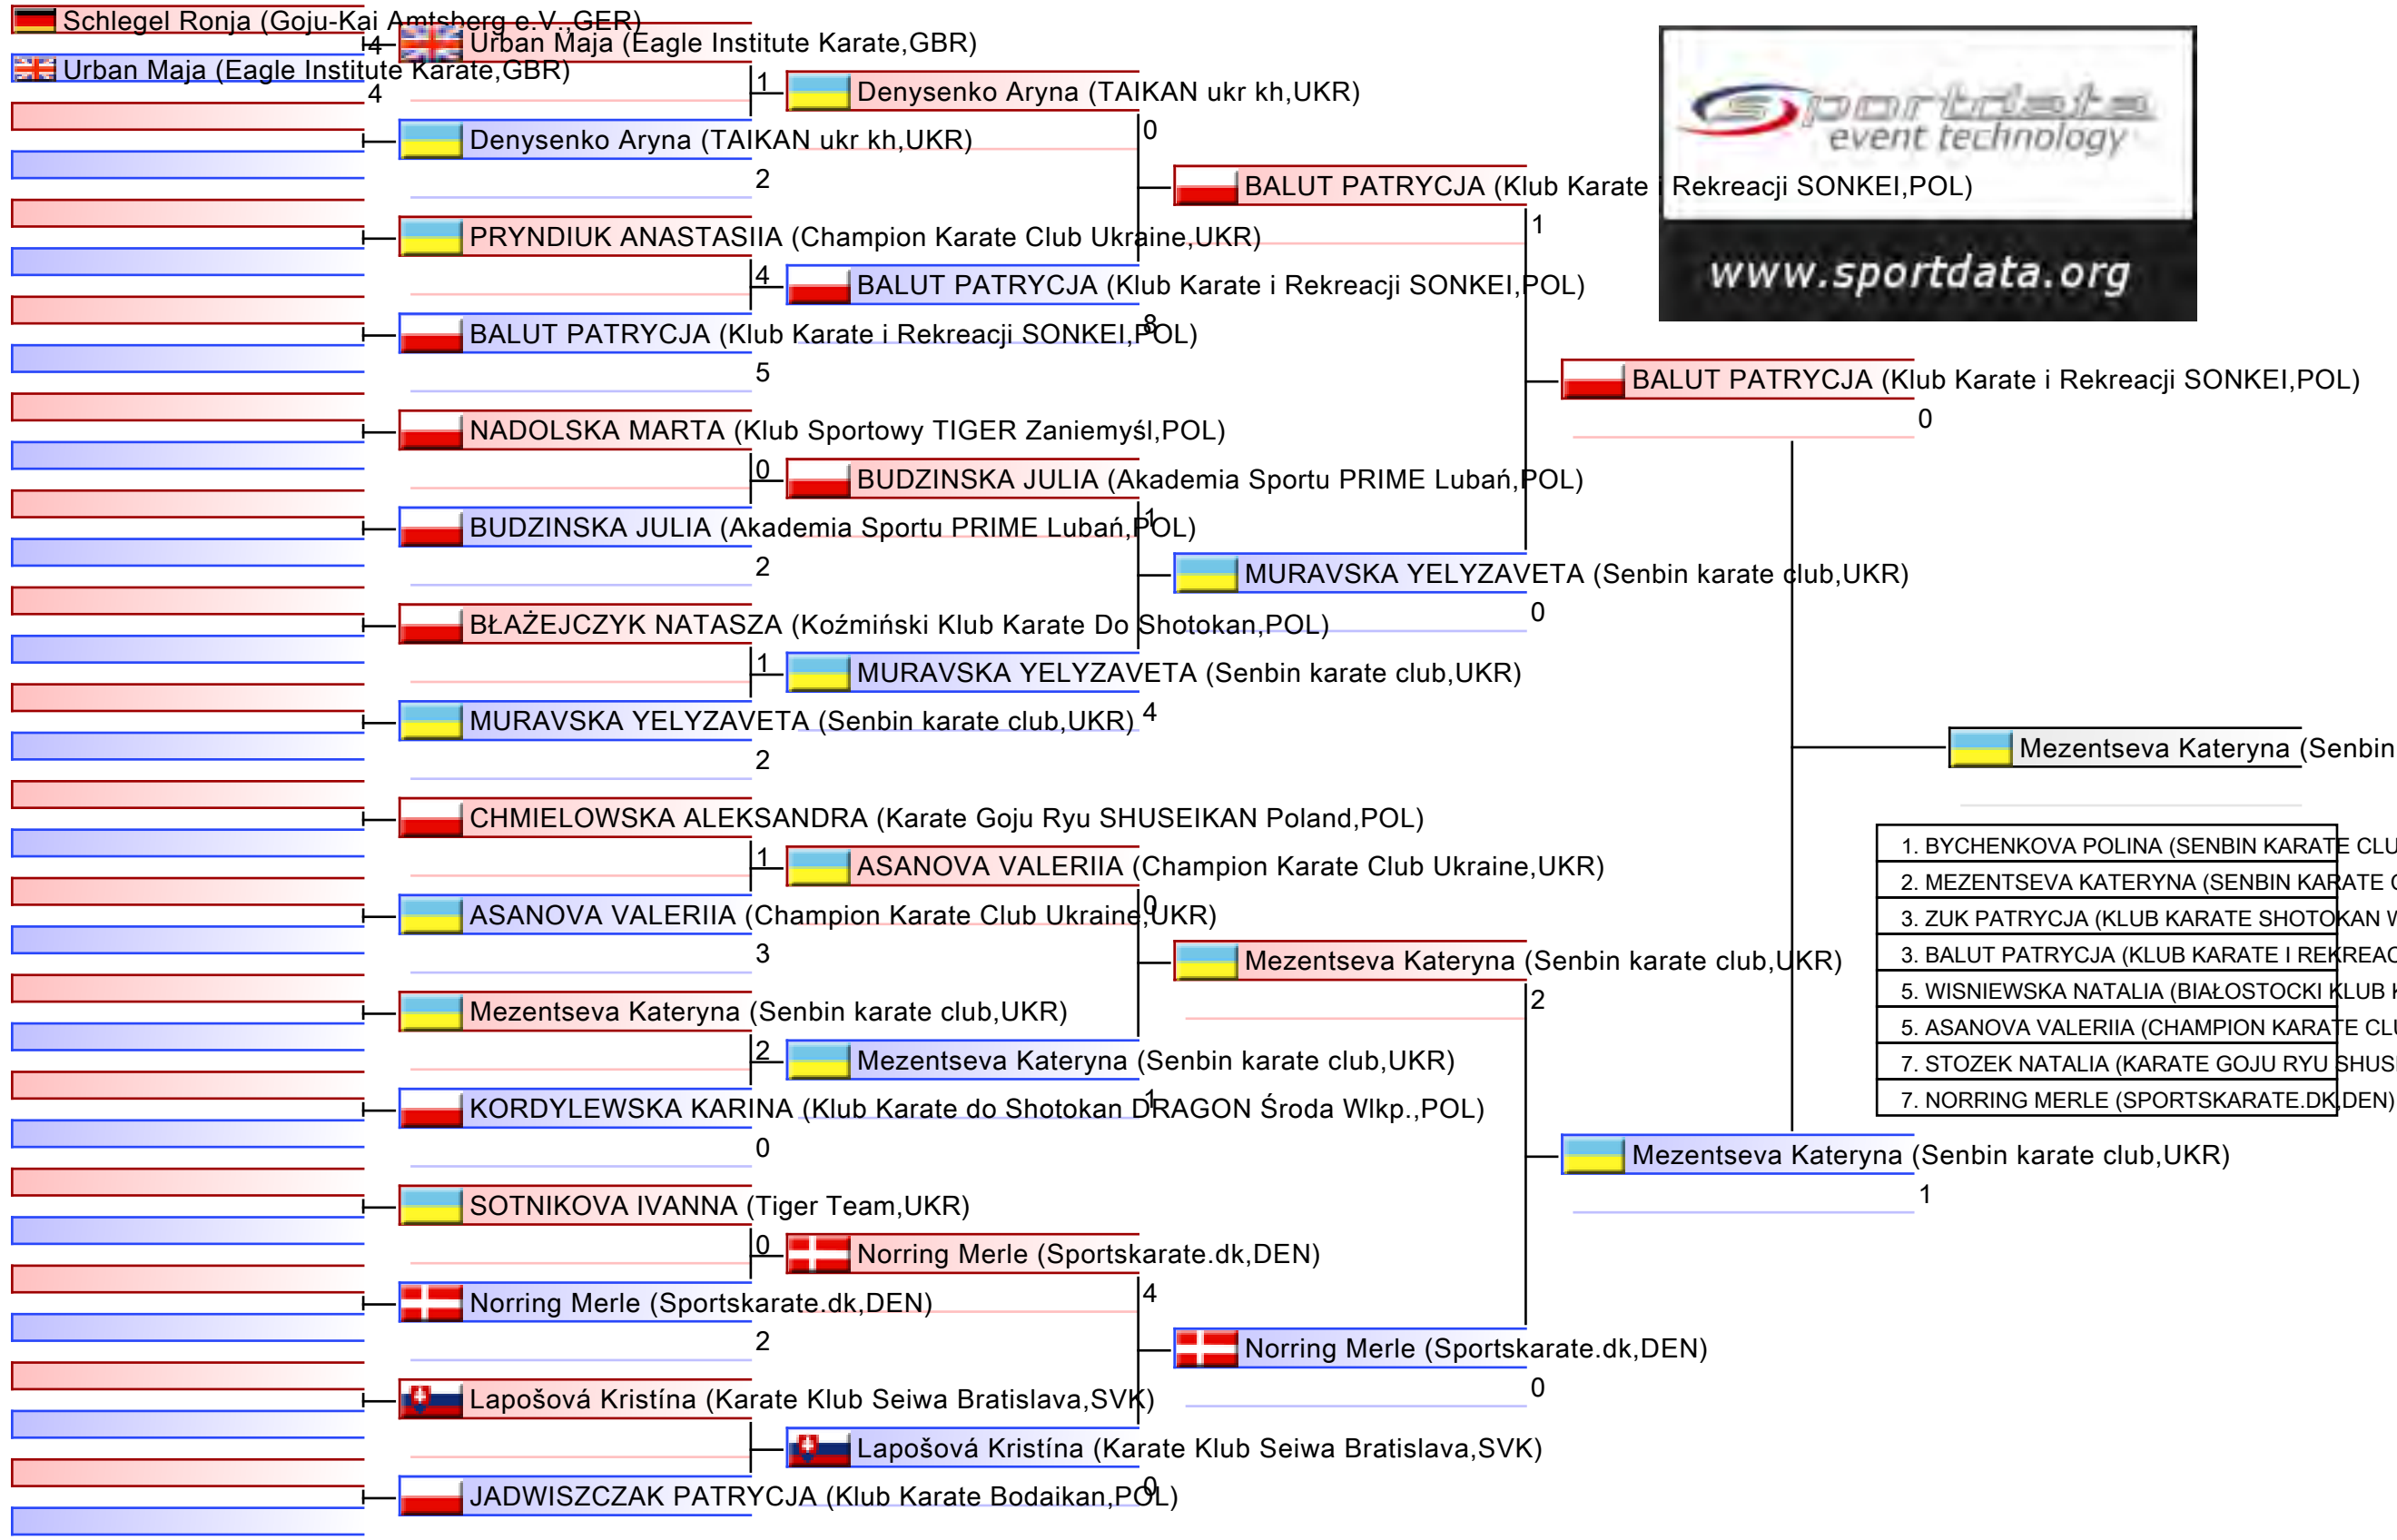 Schlegel Ronja (Goju-Kai Amtsberg e.V.,GER)
4
Urban Maja (Eagle Institute Karate,GBR)
4
Urban Maja (Eagle Institute Karate,GBR)
1
Denysenko Aryna (TAIKAN ukr kh,UKR)
2
PRYNDIUK ANASTASIIA (Champion Karate Club Ukraine,UKR)
4
BALUT PATRYCJA (Klub Karate i Rekreacji SONKEI,POL)
5
NADOLSKA MARTA (Klub Sportowy TIGER Zaniemyśl,POL)
0
BUDZINSKA JULIA (Akademia Sportu PRIME Lubań,POL)
2
BŁAŻEJCZYK NATASZA (Koźmiński Klub Karate Do Shotokan,POL)
1
MURAVSKA YELYZAVETA (Senbin karate club,UKR)
2
CHMIELOWSKA ALEKSANDRA (Karate Goju Ryu SHUSEIKAN Poland,POL)
1
ASANOVA VALERIIA (Champion Karate Club Ukraine,UKR)
3
Mezentseva Kateryna (Senbin karate club,UKR)
2
KORDYLEWSKA KARINA (Klub Karate do Shotokan DRAGON Środa Wlkp.,POL)
0
SOTNIKOVA IVANNA (Tiger Team,UKR)
0
Norring Merle (Sportskarate.dk,DEN)
2
Lapošová Kristína (Karate Klub Seiwa Bratislava,SVK)
JADWISZCZAK PATRYCJA (Klub Karate Bodaikan,POL)
Denysenko Aryna (TAIKAN ukr kh,UKR)
0
BALUT PATRYCJA (Klub Karate i Rekreacji SONKEI,POL)
8
BUDZINSKA JULIA (Akademia Sportu PRIME Lubań,POL)
1
MURAVSKA YELYZAVETA (Senbin karate club,UKR)
4
ASANOVA VALERIIA (Champion Karate Club Ukraine,UKR)
0
Mezentseva Kateryna (Senbin karate club,UKR)
1
Norring Merle (Sportskarate.dk,DEN)
4
Lapošová Kristína (Karate Klub Seiwa Bratislava,SVK)
0
BALUT PATRYCJA (Klub Karate i Rekreacji SONKEI,POL)
1
MURAVSKA YELYZAVETA (Senbin karate club,UKR)
0
Mezentseva Kateryna (Senbin karate club,UKR)
2
Norring Merle (Sportskarate.dk,DEN)
0
BALUT PATRYCJA (Klub Karate i Rekreacji SONKEI,POL)
0
Mezentseva Kateryna (Senbin karate club,UKR)
1
sportdata
event technology
www.sportdata.org
Mezentseva Kateryna (Senbin
1. BYCHENKOVA POLINA (SENBIN KARATE CLU
2. MEZENTSEVA KATERYNA (SENBIN KARATE
3. ZUK PATRYCJA (KLUB KARATE SHOTOKAN
3. BALUT PATRYCJA (KLUB KARATE I REKREAC
5. WISNIEWSKA NATALIA (BIAŁOSTOCKI KLUB
5. ASANOVA VALERIIA (CHAMPION KARATE CLU
7. STOZEK NATALIA (KARATE GOJU RYU SHUS
7. NORRING MERLE (SPORTSKARATE.DK,DEN)